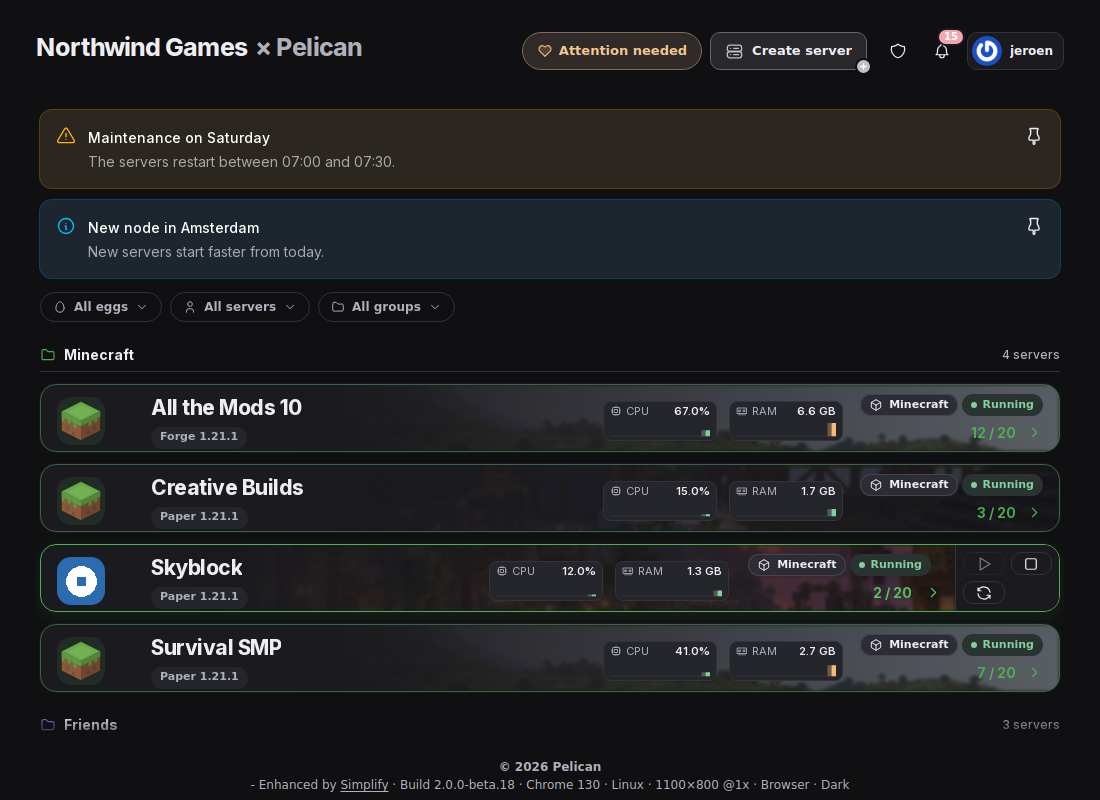 Northwind Games × Pelican
Attention needed
Create server
15
jeroen
Maintenance on Saturday
The servers restart between 07:00 and 07:30.
New node in Amsterdam
New servers start faster from today.
All eggs
All servers
All groups
Minecraft
4 servers
All the Mods 10
Forge 1.21.1
CPU 67.0%
RAM 6.6 GB
Minecraft
Running
12 / 20
Creative Builds
Paper 1.21.1
CPU 15.0%
RAM 1.7 GB
Minecraft
Running
3 / 20
Skyblock
Paper 1.21.1
CPU 12.0%
RAM 1.3 GB
Minecraft
Running
2 / 20
Survival SMP
Paper 1.21.1
CPU 41.0%
RAM 2.7 GB
Minecraft
Running
7 / 20
Friends
3 servers
© 2026 Pelican
- Enhanced by Simplify · Build 2.0.0-beta.18 · Chrome 130 · Linux · 1100×800 @1x · Browser · Dark